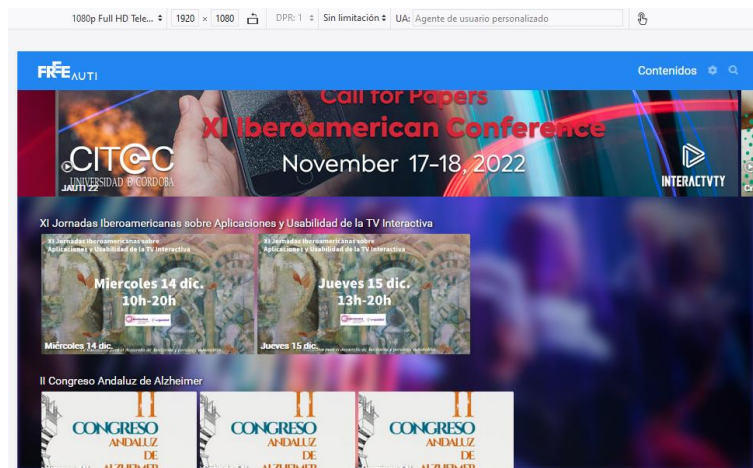 1080p Full HD Tele... 1920 × 1080 DPR: 1 Sin limitación UA: Agente de usuario personalizado
FREE AUTI
Contenidos
Call for Papers
XI Iberoamerican Conference
November 17-18, 2022
CITEC
UNIVERSIDAD DE CÓRDOBA
JAUTI 22
INTERACTVTY
XI Jornadas Iberoamericanas sobre Aplicaciones y Usabilidad de la TV Interactiva
XI Jornadas Iberoamericanas sobre
Aplicaciones y Usabilidad de la TV Interactiva
Miercoles 14 dic.
10h-20h
Miércoles 14 dic.
XI Jornadas Iberoamericanas sobre
Aplicaciones y Usabilidad de la TV Interactiva
Jueves 15 dic.
13h-20h
Jueves 15 dic.
II Congreso Andaluz de Alzheimer
II
CONGRESO
ANDALUZ
DE
ALZHEIMER
II
CONGRESO
ANDALUZ
DE
ALZHEIMER
II
CONGRESO
ANDALUZ
DE
ALZHEIMER